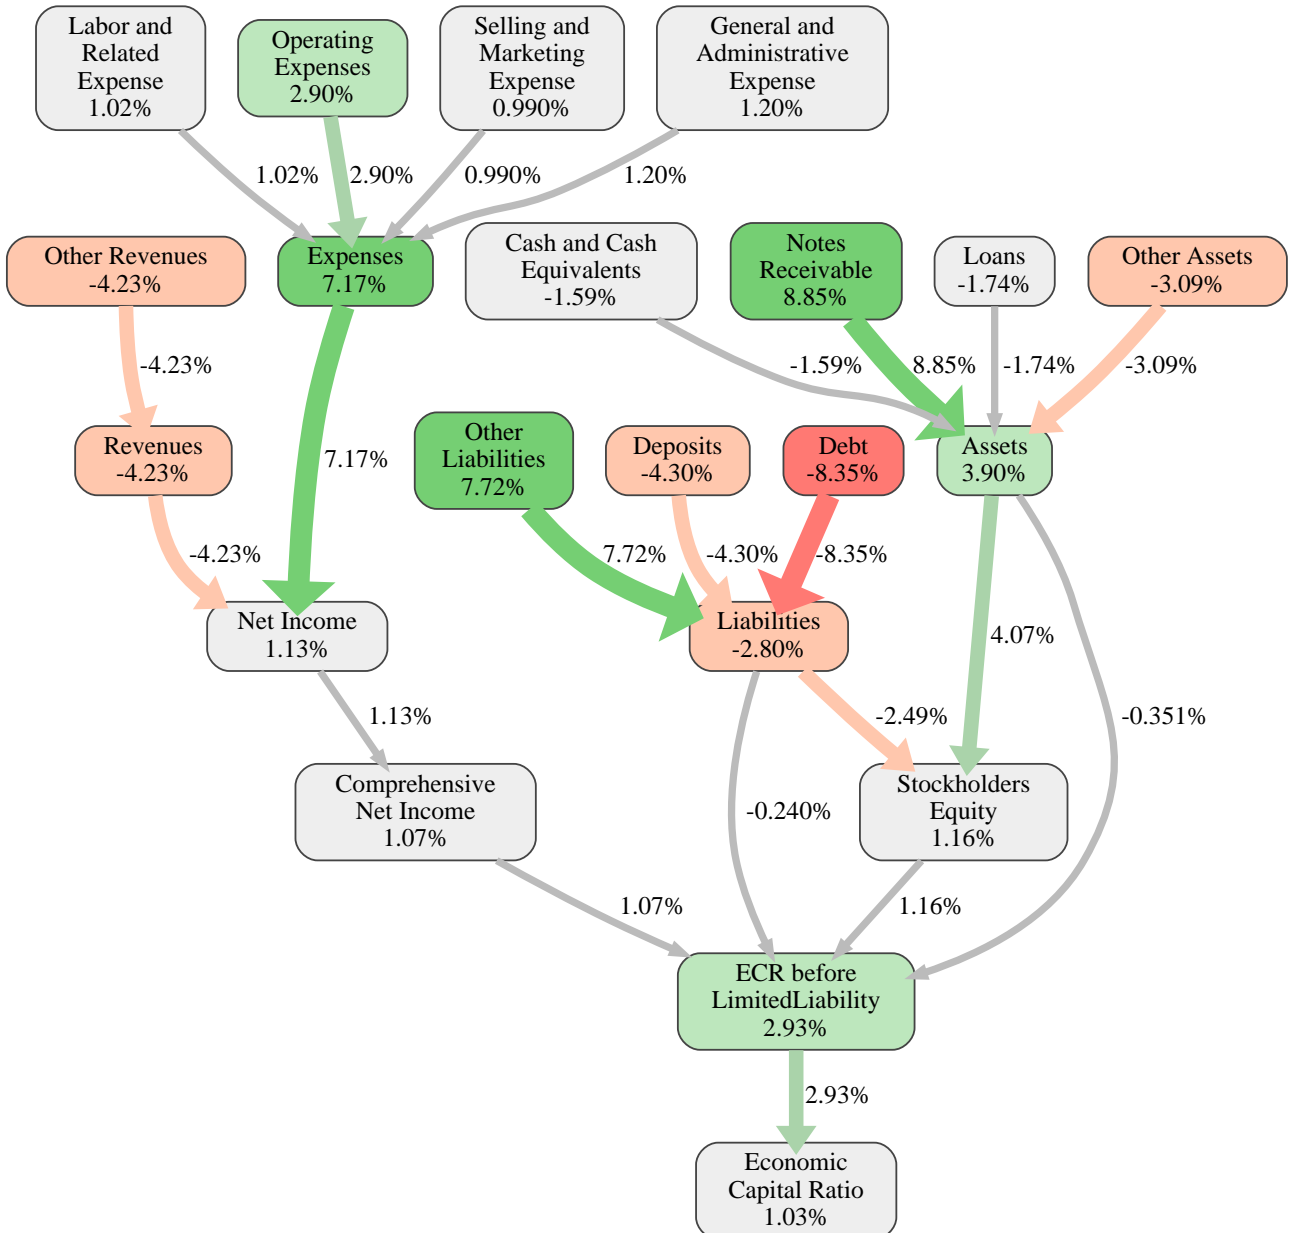 Labor and
Related
Expense
1.02%
Operating
Expenses
2.90%
Selling and
Marketing
Expense
0.990%
General and
Administrative
Expense
1.20%
1.02%
2.90%
0.990%
1.20%
Other Revenues
-4.23%
Expenses
7.17%
Cash and Cash
Equivalents
-1.59%
Notes
Receivable
8.85%
Loans
-1.74%
Other Assets
-3.09%
-4.23%
-1.59%
8.85%
-1.74%
-3.09%
Revenues
-4.23%
7.17%
Other
Liabilities
7.72%
Deposits
-4.30%
Debt
-8.35%
Assets
3.90%
-4.23%
7.72%
-4.30%
-8.35%
Net Income
1.13%
Liabilities
-2.80%
4.07%
1.13%
-2.49%
-0.351%
Comprehensive
Net Income
1.07%
-0.240%
Stockholders
Equity
1.16%
1.07%
1.16%
ECR before
LimitedLiability
2.93%
2.93%
Economic
Capital Ratio
1.03%